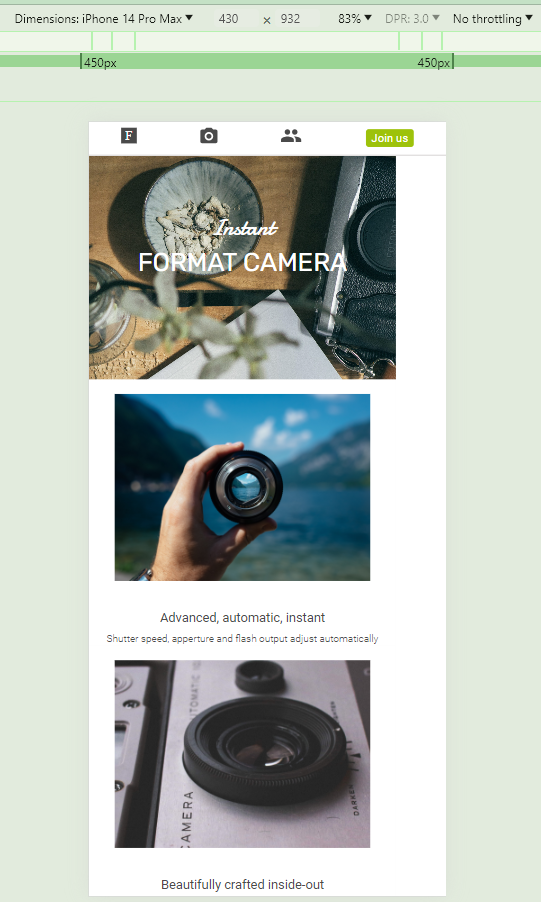 Dimensions: iPhone 14 Pro Max ▼ 430 × 932 83% ▼ DPR: 3.0 ▼ No throttling ▼
450px 450px
F Join us
Instant
FORMAT CAMERA
Advanced, automatic, instant
Shutter speed, apperture and flash output adjust automatically
AUTOMATIC
CAMERA
Beautifully crafted inside-out